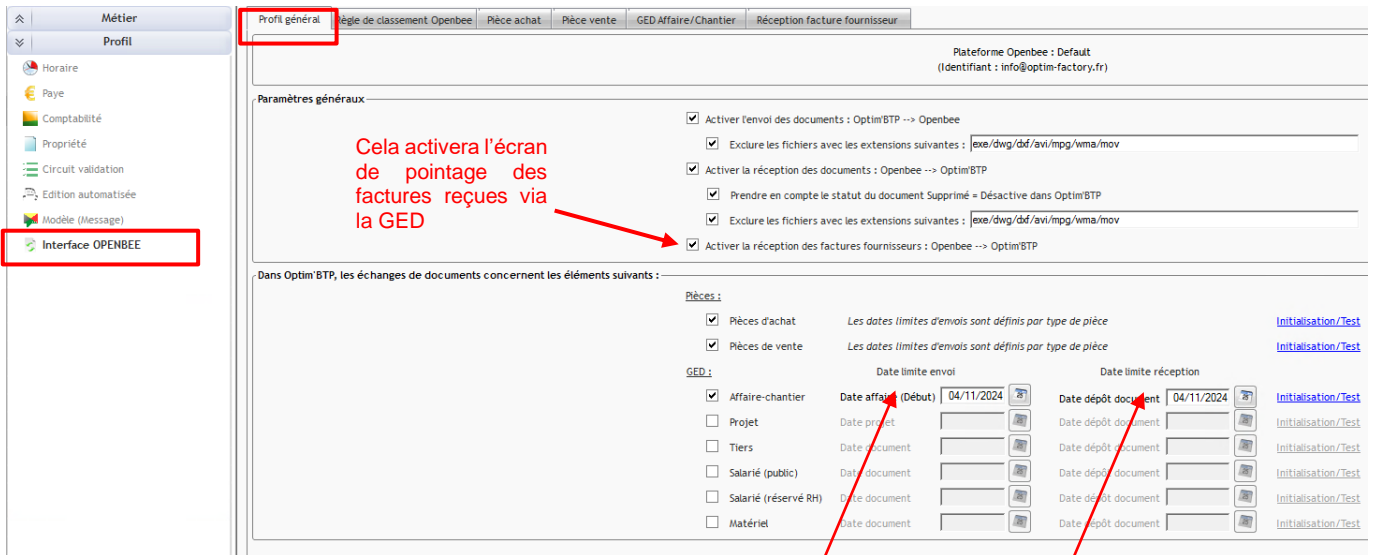 Métier
Profil
Horaire
Paye
Comptabilité
Propriété
Circuit validation
Edition automatisée
Modèle (Message)
Interface OPENBEE
Profil général
Règle de classement Openbee
Pièce achat
Pièce vente
GED Affaire/Chantier
Réception facture fournisseur
Plateforme Openbee : Default
(Identifiant : info@optim-factory.fr)
Paramètres généraux
Activer l'envoi des documents : Optim'BTP --> Openbee
Exclure les fichiers avec les extensions suivantes : exe/dwg/dxf/avi/mpg/wma/mov
Activer la réception des documents : Openbee --> Optim'BTP
Prendre en compte le statut du document Supprimé = Désactive dans Optim'BTP
Exclure les fichiers avec les extensions suivantes : exe/dwg/dxf/avi/mpg/wma/mov
Activer la réception des factures fournisseurs : Openbee --> Optim'BTP
Cela activera l'écran
de pointage des
factures reçues via
la GED
Dans Optim'BTP, les échanges de documents concernent les éléments suivants :
Pièces :
Pièces d'achat Les dates limites d'envois sont définis par type de pièce Initialisation/Test
Pièces de vente Les dates limites d'envois sont définis par type de pièce Initialisation/Test
GED : Date limite envoi Date limite réception
Affaire-chantier Date affaire (Début) 04/11/2024 Date dépôt document 04/11/2024 Initialisation/Test
Projet Date projet Date dépôt document Initialisation/Test
Tiers Date document Date dépôt document Initialisation/Test
Salarié (public) Date document Date dépôt document Initialisation/Test
Salarié (réservé RH) Date document Date dépôt document Initialisation/Test
Matériel Date document Date dépôt document Initialisation/Test